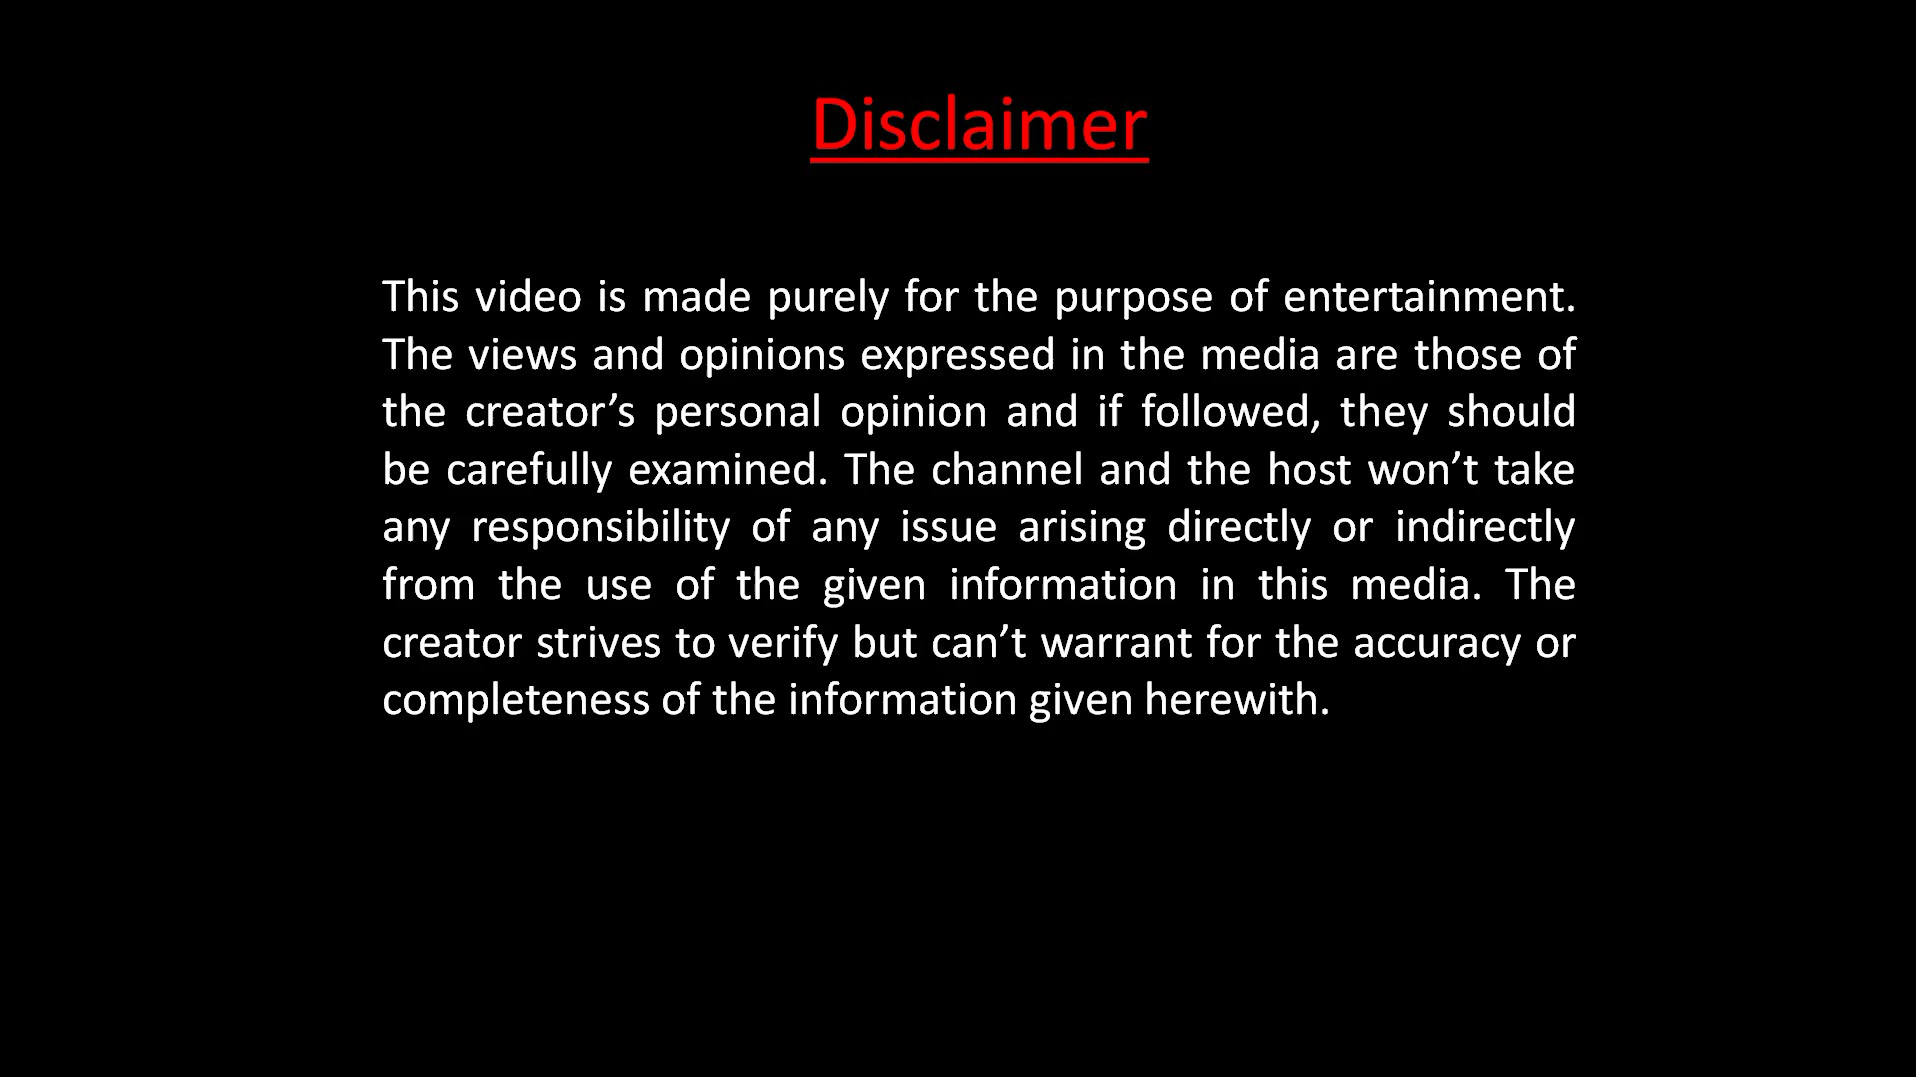 Disclaimer
This video is made purely for the purpose of entertainment.
The views and opinions expressed in the media are those of
the creator’s personal opinion and if followed, they should
be carefully examined. The channel and the host won’t take
any responsibility of any issue arising directly or indirectly
from the use of the given information in this media. The
creator strives to verify but can’t warrant for the accuracy or
completeness of the information given herewith.